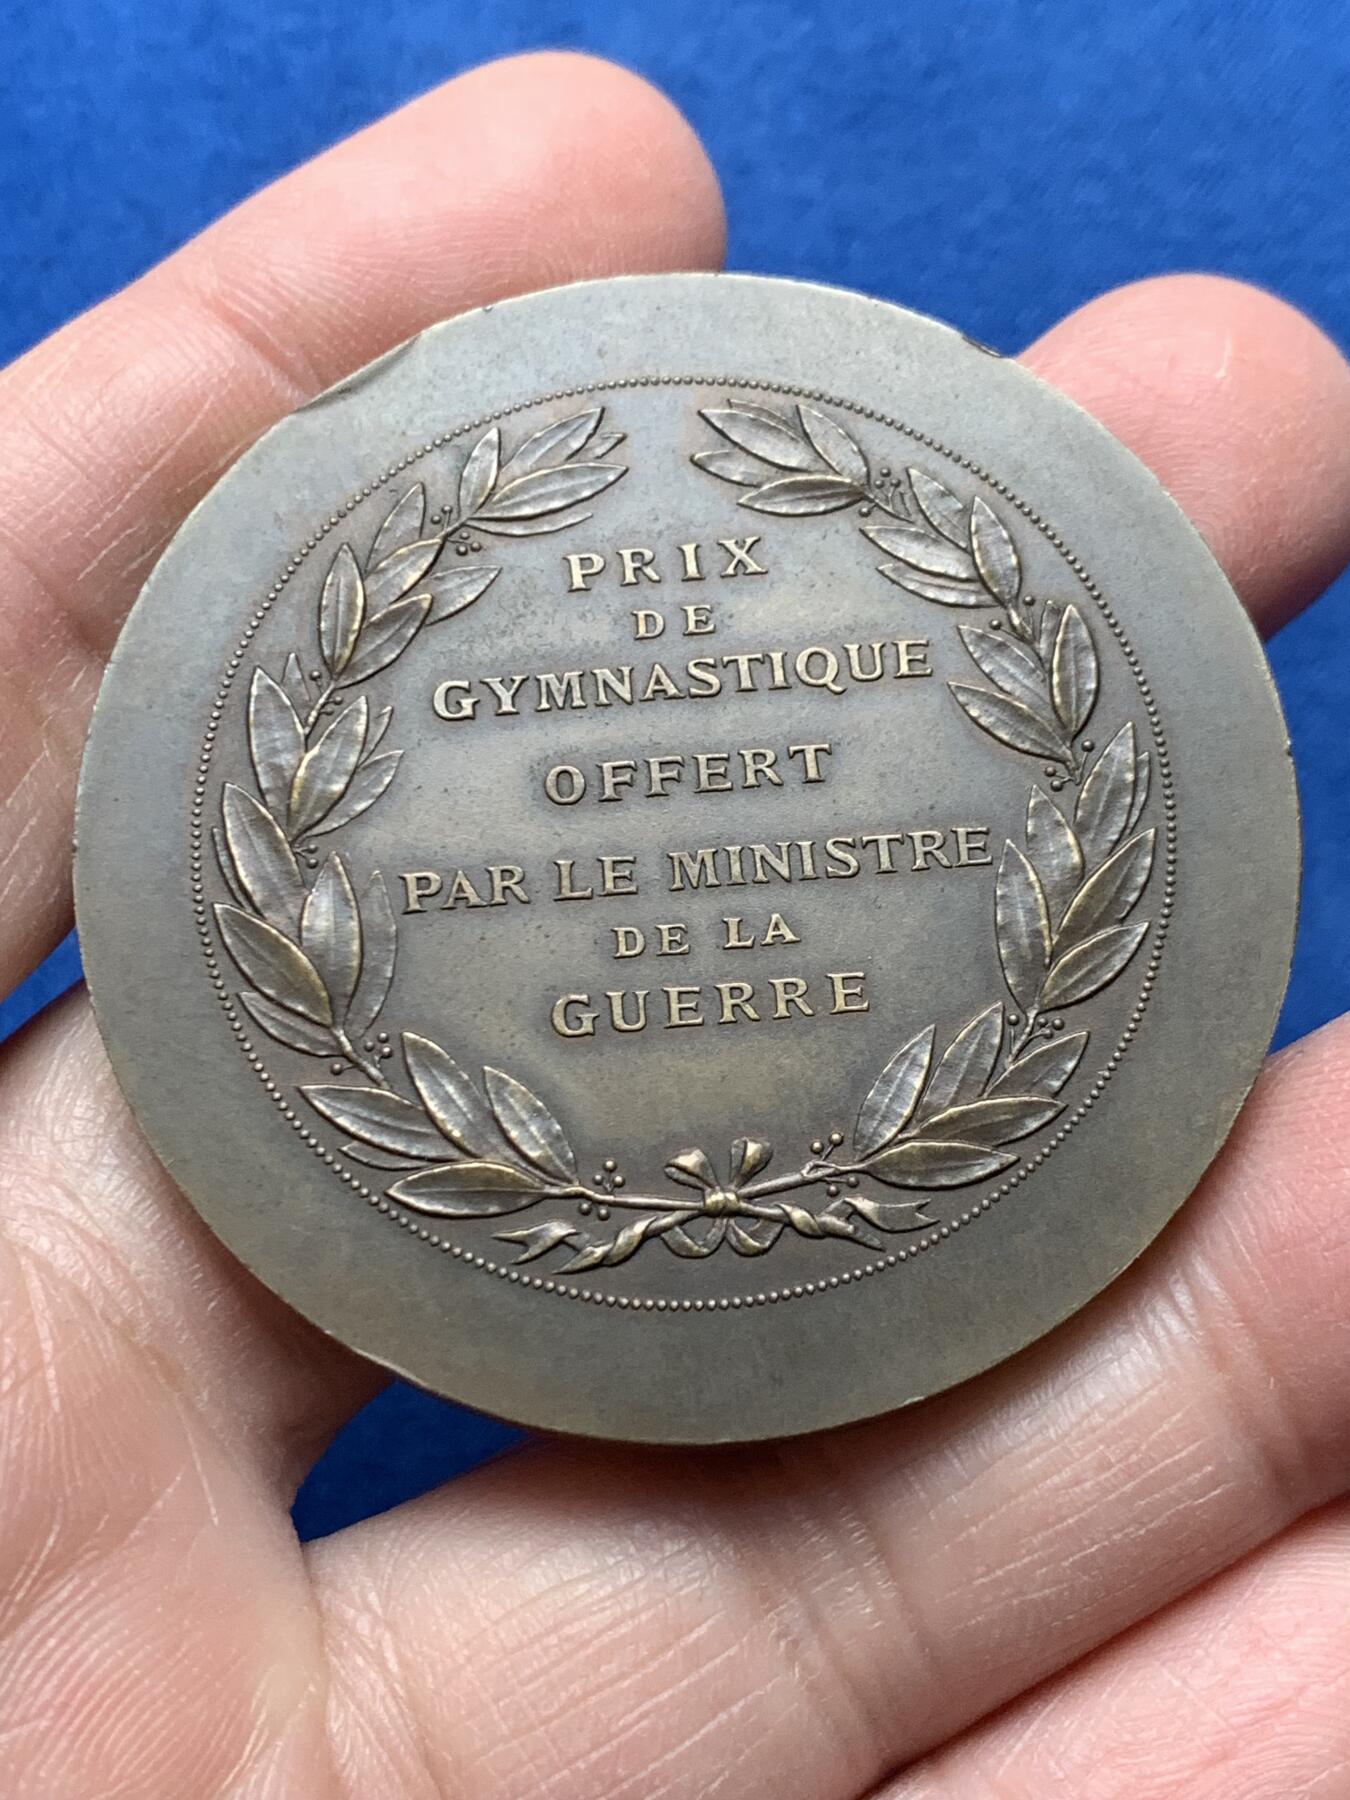 PRIX
DE
GYMNASTIQUE
OFFERT
PAR LE MINISTRE
DE LA
GUERRE